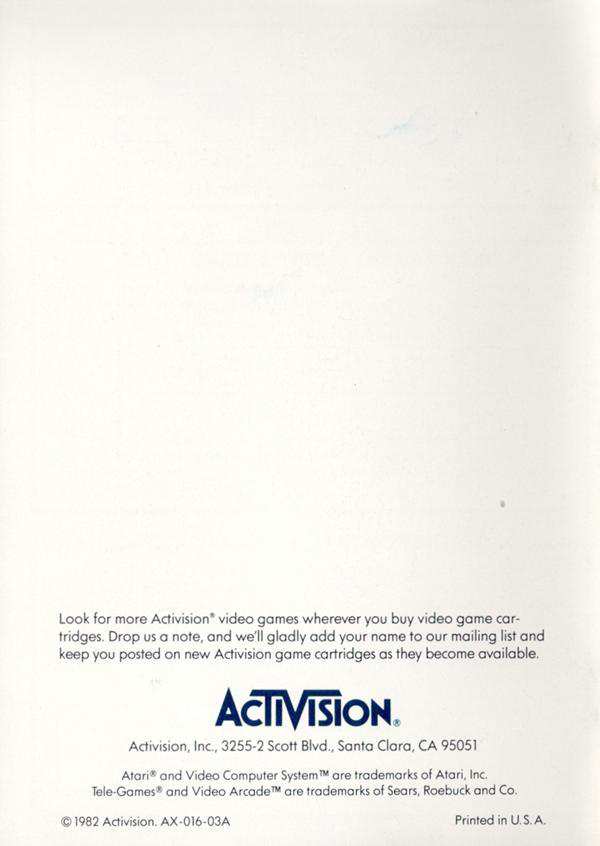 Look for more Activision® video games wherever you buy video game car-
tridges. Drop us a note, and we'll gladly add your name to our mailing list and
keep you posted on new Activision game cartridges as they become available.
ACTIVISION®
Activision, Inc., 3255-2 Scott Blvd., Santa Clara, CA 95051
Atari® and Video Computer System™ are trademarks of Atari, Inc.
Tele-Games® and Video Arcade™ are trademarks of Sears, Roebuck and Co.
© 1982 Activision. AX-016-03A Printed in U.S.A.